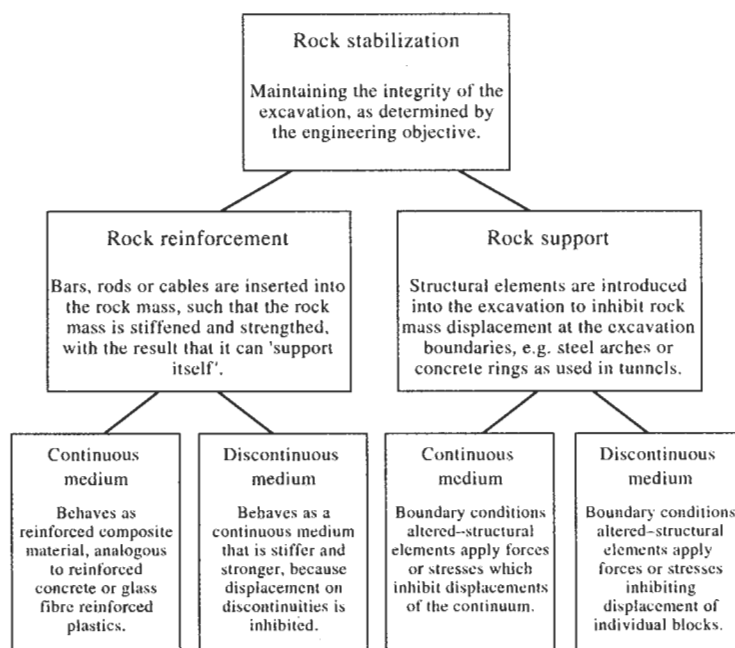 Rock stabilization
Maintaining the integrity of the
excavation, as determined by
the engineering objective.
Rock reinforcement
Bars, rods or cables are inserted into
the rock mass, such that the rock
mass is stiffened and strengthed,
with the result that it can 'support
itself'.
Rock support
Structural elements are introduced
into the excavation to inhibit rock
mass displacement at the excavation
boundaries, e.g. steel arches or
concrete rings as used in tunnels.
Continuous
medium
Behaves as
reinforced composite
material, analogous
to reinforced
concrete or glass
fibre reinforced
plastics.
Discontinuous
medium
Behaves as a
continuous medium
that is stiffer and
stronger, because
displacement on
discontinuities is
inhibited.
Continuous
medium
Boundary conditions
altered–structural
elements apply forces
or stresses which
inhibit displacements
of the continuum.
Discontinuous
medium
Boundary conditions
altered–structural
elements apply
forces or stresses
inhibiting
displacement of
individual blocks.